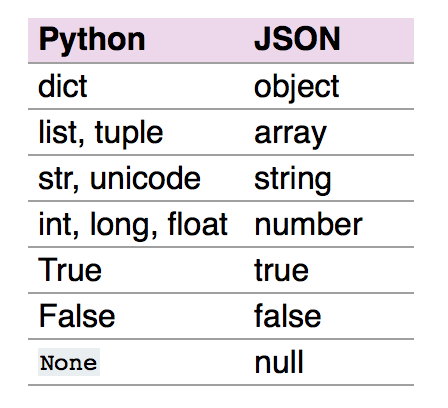 Python JSON
dict object
list, tuple array
str, unicode string
int, long, float number
True true
False false
None null